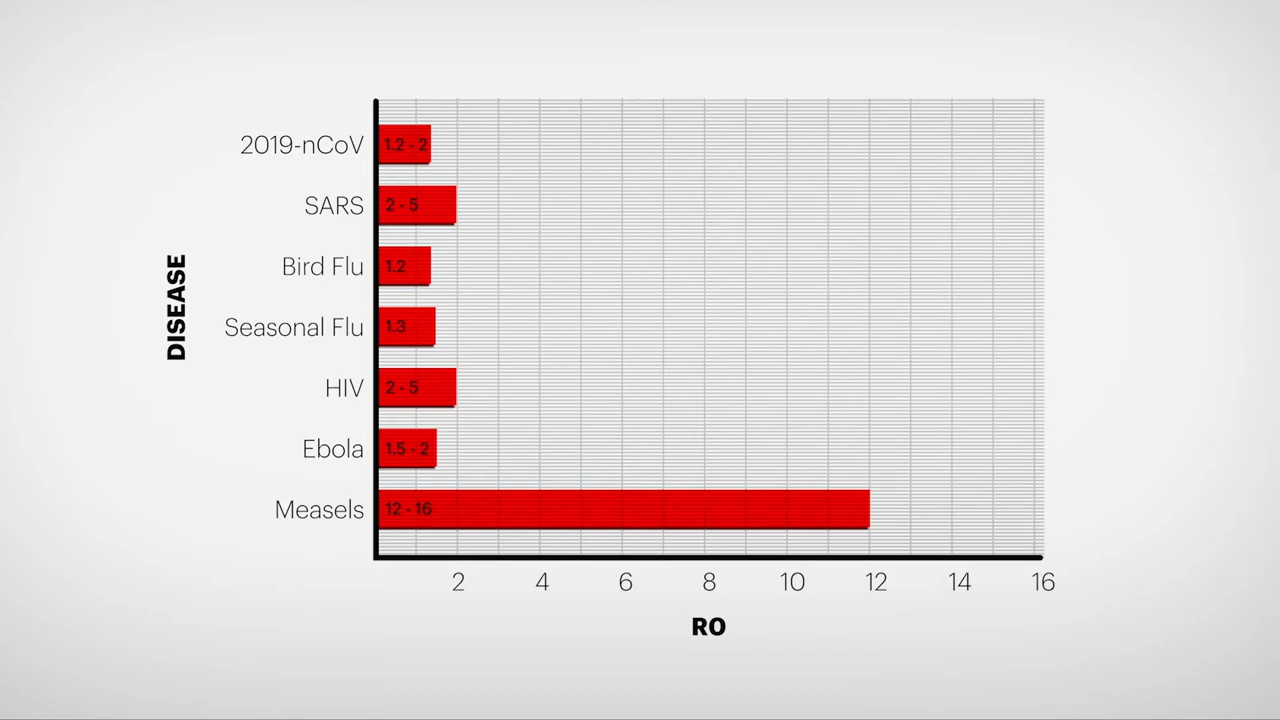 DISEASE
2019-nCoV 1.2 - 2
SARS 2 - 5
Bird Flu 1.2
Seasonal Flu 1.3
HIV 2 - 5
Ebola 1.5 - 2
Measels 12 - 16
2 4 6 8 10 12 14 16
RO